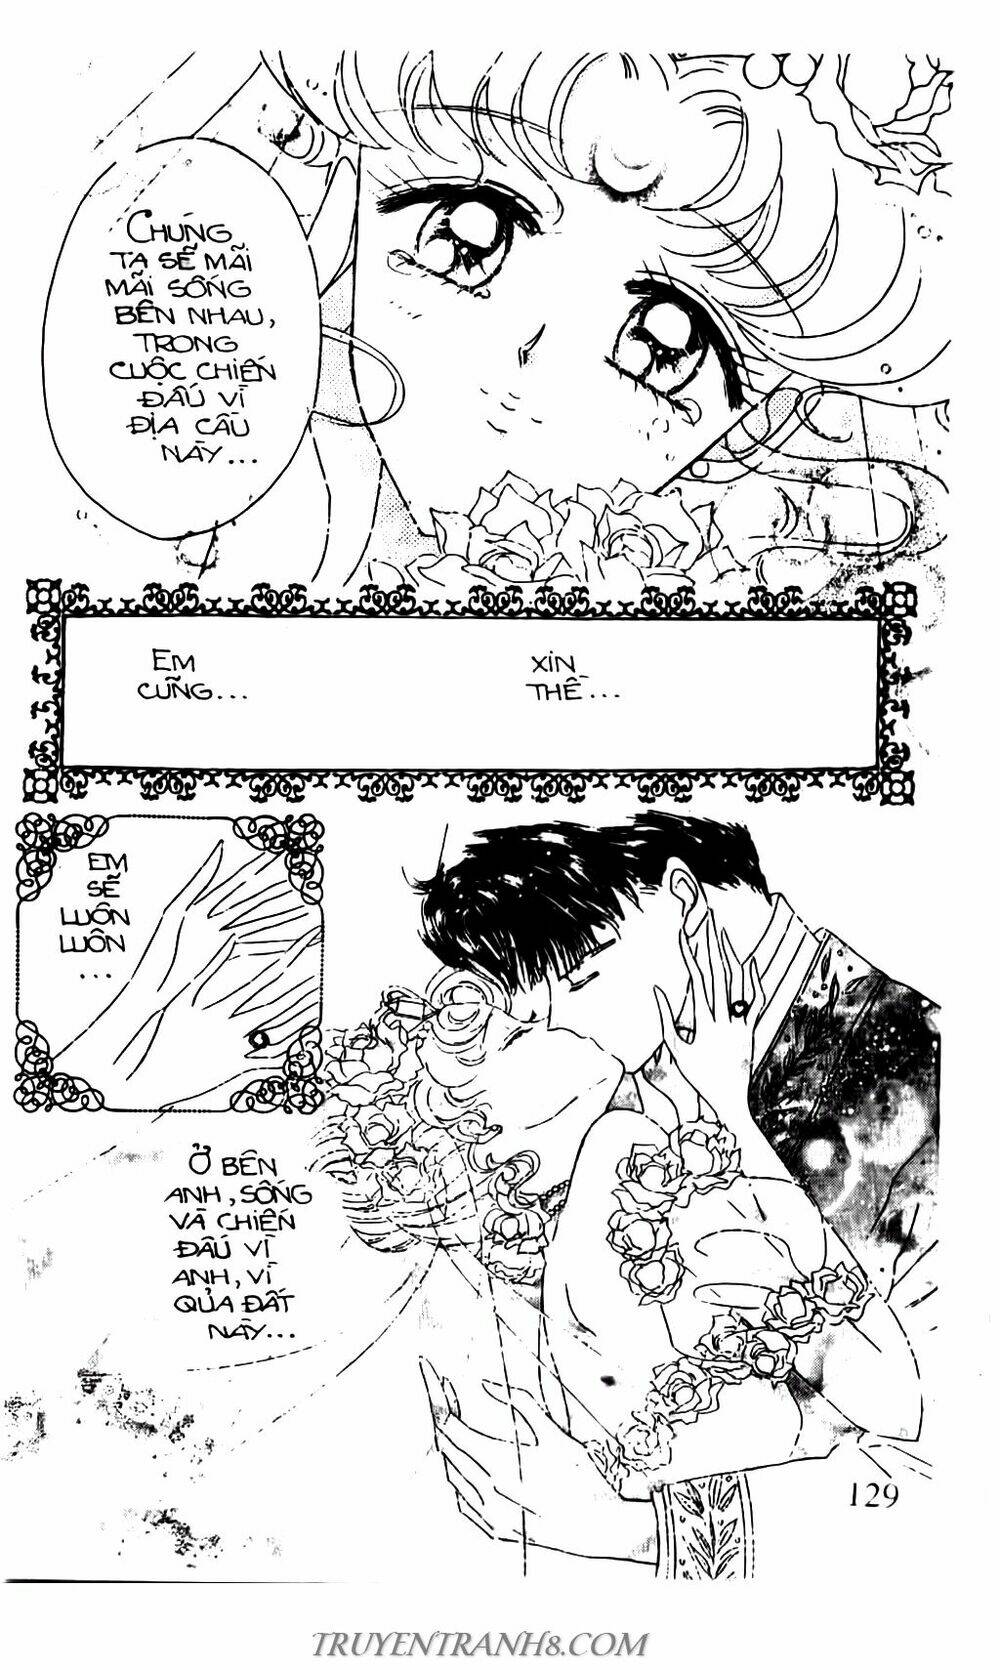 CHÚNG
TA SẼ MÃI
MÃI SỐNG
BÊN NHAU,
TRONG
CUỘC CHIẾN
ĐẤU VÌ
ĐỊA CẦU
NÀY...
EM
CŨNG...
XIN
THỀ...
EM
SẼ
LUÔN
LUÔN
...
Ở BÊN
ANH, SỐNG
VÀ CHIẾN
ĐẤU VÌ
ANH, VÌ
QỦA ĐẤT
NÀY...
129
TRUYENTRANH8.COM